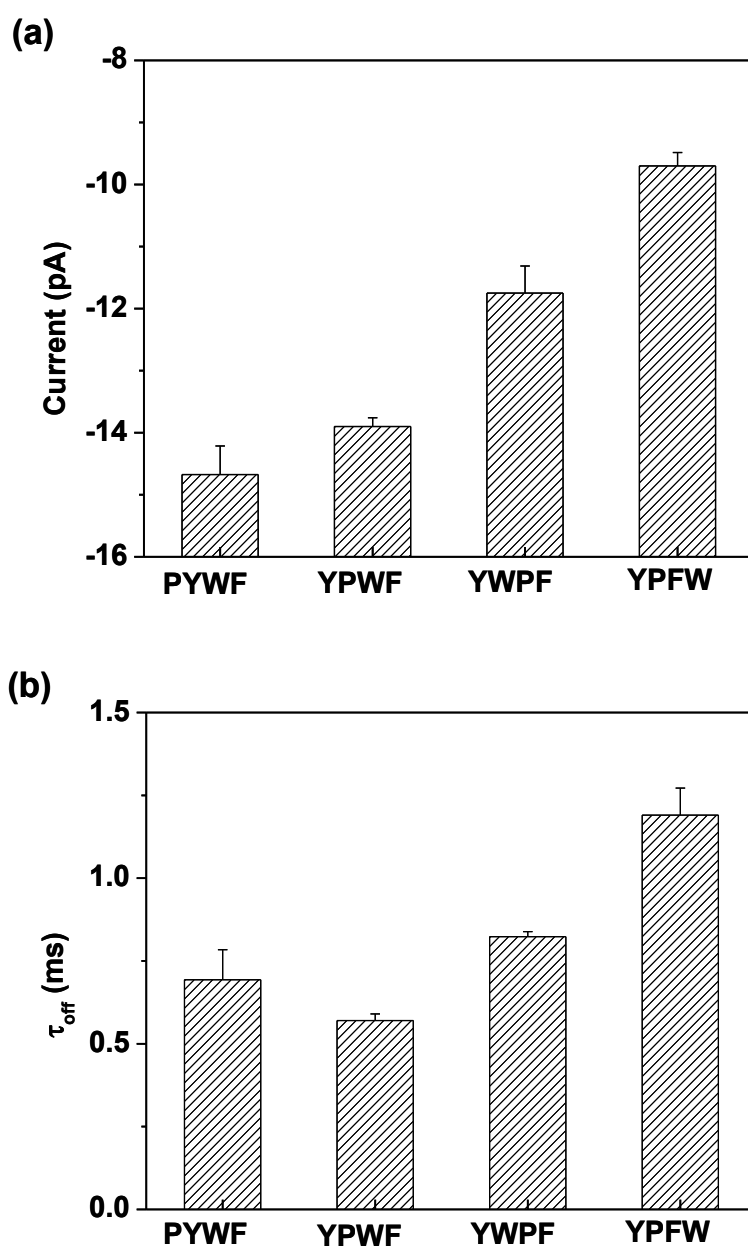 (a)
-8
-10
-12
-14
-16
Current (pA)
PYWF YPWF YWPF YPFW
(b)
1.5
1.0
0.5
0.0
τoff (ms)
PYWF YPWF YWPF YPFW